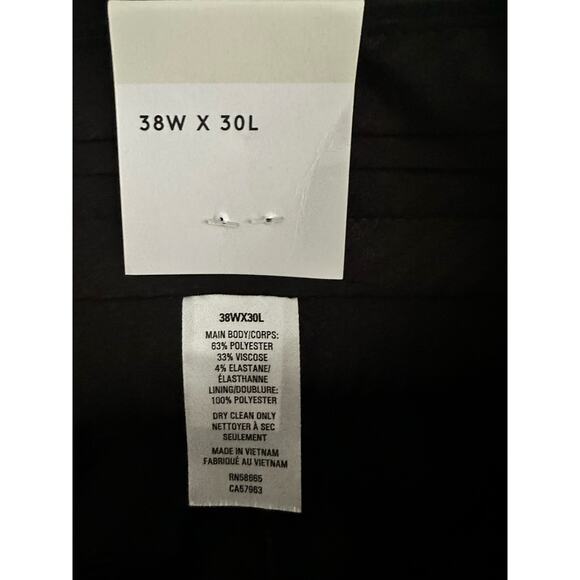 38W X 30L
38WX30L
MAIN BODY/CORPS:
63% POLYESTER
33% VISCOSE
4% ELASTANE/
ÉLASTHANNE
LINING/DOUBLURE:
100% POLYESTER
DRY CLEAN ONLY
NETTOYER À SEC
SEULEMENT
MADE IN VIETNAM
FABRIQUÉ AU VIETNAM
RN58665
CA57963